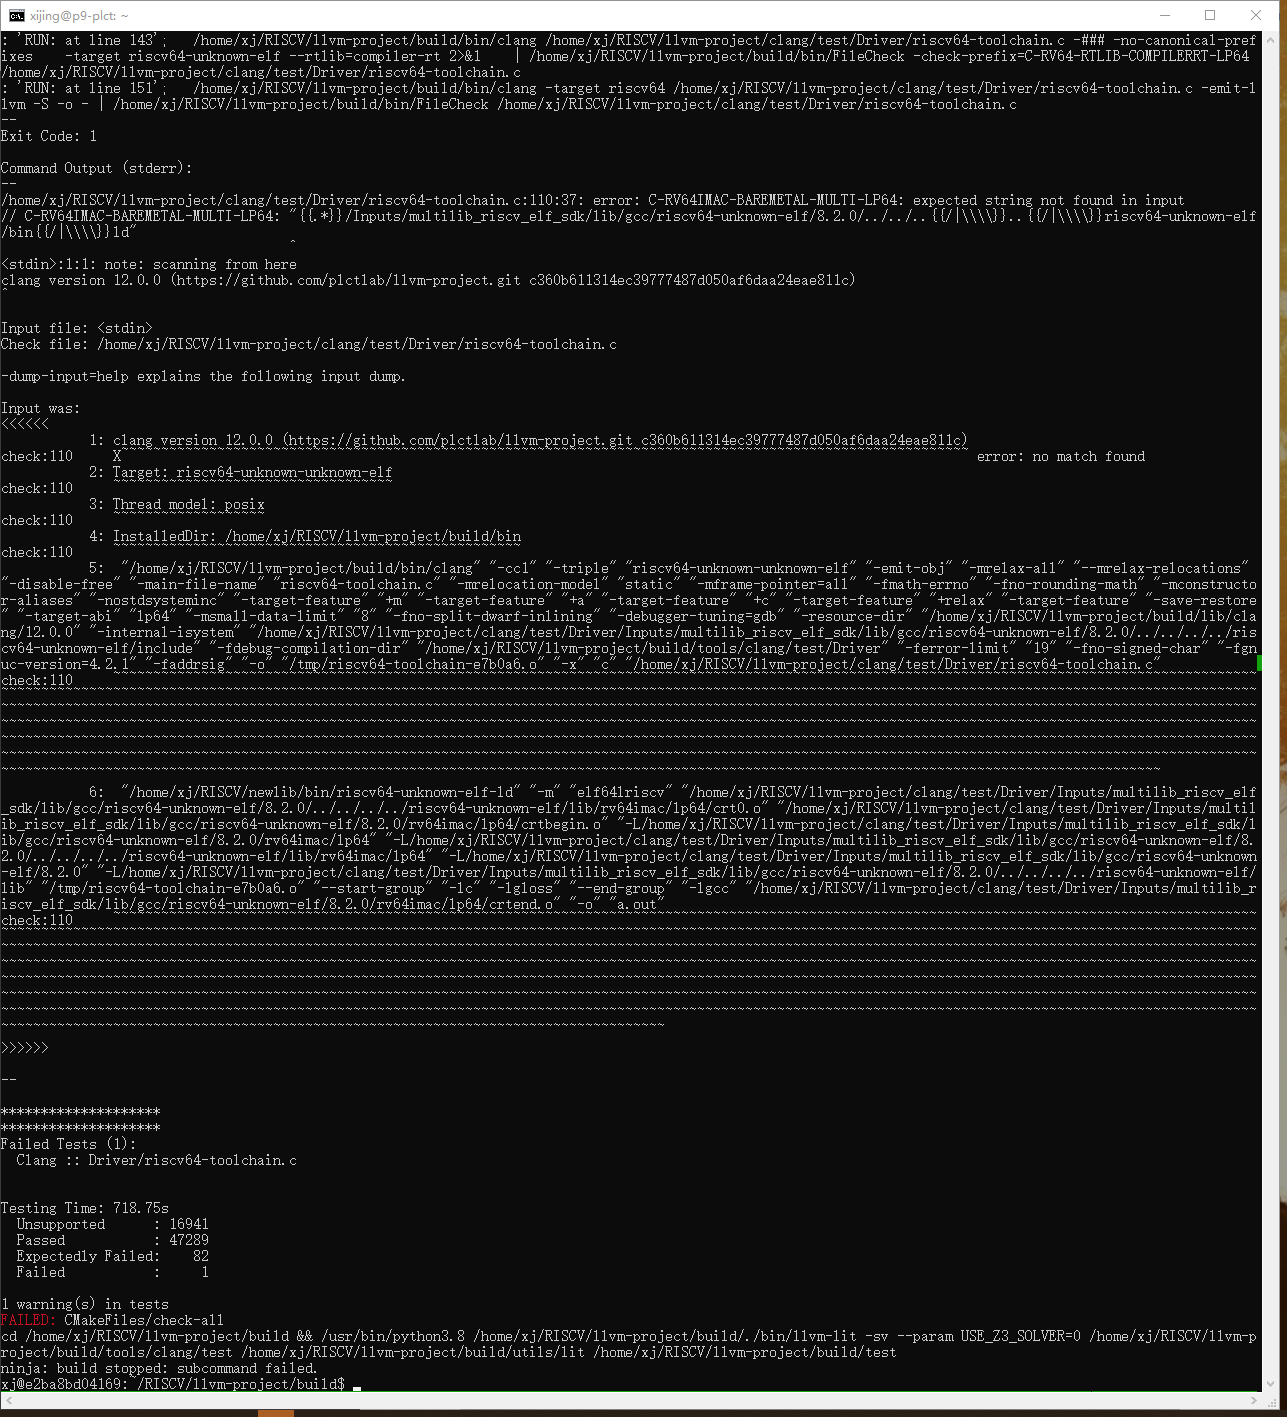 xijing@p9-plct: ~
: 'RUN: at line 143';   /home/xj/RISCV/llvm-project/build/bin/clang /home/xj/RISCV/llvm-project/clang/test/Driver/riscv64-toolchain.c -### -no-canonical-pref
ixes    -target riscv64-unknown-elf --rtlib=compiler-rt 2>&1    | /home/xj/RISCV/llvm-project/build/bin/FileCheck -check-prefix=C-RV64-RTLIB-COMPILERRT-LP64
/home/xj/RISCV/llvm-project/clang/test/Driver/riscv64-toolchain.c
: 'RUN: at line 151';   /home/xj/RISCV/llvm-project/build/bin/clang -target riscv64 /home/xj/RISCV/llvm-project/clang/test/Driver/riscv64-toolchain.c -emit-l
lvm -S -o - | /home/xj/RISCV/llvm-project/build/bin/FileCheck /home/xj/RISCV/llvm-project/clang/test/Driver/riscv64-toolchain.c
--
Exit Code: 1
Command Output (stderr):
--
/home/xj/RISCV/llvm-project/clang/test/Driver/riscv64-toolchain.c:110:37: error: C-RV64IMAC-BAREMETAL-MULTI-LP64: expected string not found in input
// C-RV64IMAC-BAREMETAL-MULTI-LP64: "{{.*}}/Inputs/multilib_riscv_elf_sdk/lib/gcc/riscv64-unknown-elf/8.2.0/../../..{{/|\\\\}}..{{/|\\\\}}riscv64-unknown-elf
/bin{{/|\\\\}}ld"
^
<stdin>:1:1: note: scanning from here
clang version 12.0.0 (https://github.com/plctlab/llvm-project.git c360b611314ec39777487d050af6daa24eae811c)
^
Input file: <stdin>
Check file: /home/xj/RISCV/llvm-project/clang/test/Driver/riscv64-toolchain.c
-dump-input=help explains the following input dump.
Input was:
<<<<<<
1: clang version 12.0.0 (https://github.com/plctlab/llvm-project.git c360b611314ec39777487d050af6daa24eae811c)
check:110     X~~~~~~~~~~~~~~~~~~~~~~~~~~~~~~~~~~~~~~~~~~~~~~~~~~~~~~~~~~~~~~~~~~~~~~~~~~~~~~~~~~~~~~~~~~~~~~~~~~~~~~~~~~ error: no match found
2: Target: riscv64-unknown-unknown-elf
check:110     ~~~~~~~~~~~~~~~~~~~~~~~~~~~~~~~~~~~
3: Thread model: posix
check:110     ~~~~~~~~~~~~~~~~~~~
4: InstalledDir: /home/xj/RISCV/llvm-project/build/bin
check:110     ~~~~~~~~~~~~~~~~~~~~~~~~~~~~~~~~~~~~~~~~~~~~~~~~~~~
5:  "/home/xj/RISCV/llvm-project/build/bin/clang" "-cc1" "-triple" "riscv64-unknown-unknown-elf" "-emit-obj" "-mrelax-all" "--mrelax-relocations"
"-disable-free" "-main-file-name" "riscv64-toolchain.c" "-mrelocation-model" "static" "-mframe-pointer=all" "-fmath-errno" "-fno-rounding-math" "-mconstructo
r-aliases" "-nostdsysteminc" "-target-feature" "+m" "-target-feature" "+a" "-target-feature" "+c" "-target-feature" "+relax" "-target-feature" "-save-restore
" "-target-abi" "lp64" "-msmall-data-limit" "8" "-fno-split-dwarf-inlining" "-debugger-tuning=gdb" "-resource-dir" "/home/xj/RISCV/llvm-project/build/lib/cla
ng/12.0.0" "-internal-isystem" "/home/xj/RISCV/llvm-project/clang/test/Driver/Inputs/multilib_riscv_elf_sdk/lib/gcc/riscv64-unknown-elf/8.2.0/../../../../ris
cv64-unknown-elf/include" "-fdebug-compilation-dir" "/home/xj/RISCV/llvm-project/build/tools/clang/test/Driver" "-ferror-limit" "19" "-fno-signed-char" "-fgn
uc-version=4.2.1" "-faddrsig" "-o" "/tmp/riscv64-toolchain-e7b0a6.o" "-x" "c" "/home/xj/RISCV/llvm-project/clang/test/Driver/riscv64-toolchain.c"
check:110
6:  "/home/xj/RISCV/newlib/bin/riscv64-unknown-elf-ld" "-m" "elf64lriscv" "/home/xj/RISCV/llvm-project/clang/test/Driver/Inputs/multilib_riscv_elf
_sdk/lib/gcc/riscv64-unknown-elf/8.2.0/../../../../riscv64-unknown-elf/lib/rv64imac/lp64/crt0.o" "/home/xj/RISCV/llvm-project/clang/test/Driver/Inputs/multil
ib_riscv_elf_sdk/lib/gcc/riscv64-unknown-elf/8.2.0/rv64imac/lp64/crtbegin.o" "-L/home/xj/RISCV/llvm-project/clang/test/Driver/Inputs/multilib_riscv_elf_sdk/l
ib/gcc/riscv64-unknown-elf/8.2.0/rv64imac/lp64" "-L/home/xj/RISCV/llvm-project/clang/test/Driver/Inputs/multilib_riscv_elf_sdk/lib/gcc/riscv64-unknown-elf/8.
2.0/../../../../riscv64-unknown-elf/lib/rv64imac/lp64" "-L/home/xj/RISCV/llvm-project/clang/test/Driver/Inputs/multilib_riscv_elf_sdk/lib/gcc/riscv64-unknown
-elf/8.2.0" "-L/home/xj/RISCV/llvm-project/clang/test/Driver/Inputs/multilib_riscv_elf_sdk/lib/gcc/riscv64-unknown-elf/8.2.0/../../../../riscv64-unknown-elf/
lib" "/tmp/riscv64-toolchain-e7b0a6.o" "--start-group" "-lc" "-lgloss" "--end-group" "-lgcc" "/home/xj/RISCV/llvm-project/clang/test/Driver/Inputs/multilib_r
iscv_elf_sdk/lib/gcc/riscv64-unknown-elf/8.2.0/rv64imac/lp64/crtend.o" "-o" "a.out"
check:110
>>>>>>
--
********************
********************
Failed Tests (1):
Clang :: Driver/riscv64-toolchain.c
Testing Time: 718.75s
Unsupported      : 16941
Passed           : 47289
Expectedly Failed:    82
Failed           :     1
1 warning(s) in tests
FAILED: CMakeFiles/check-all
cd /home/xj/RISCV/llvm-project/build && /usr/bin/python3.8 /home/xj/RISCV/llvm-project/build/./bin/llvm-lit -sv --param USE_Z3_SOLVER=0 /home/xj/RISCV/llvm-p
roject/build/tools/clang/test /home/xj/RISCV/llvm-project/build/utils/lit /home/xj/RISCV/llvm-project/build/test
ninja: build stopped: subcommand failed.
xj@e2ba8bd04169:~/RISCV/llvm-project/build$